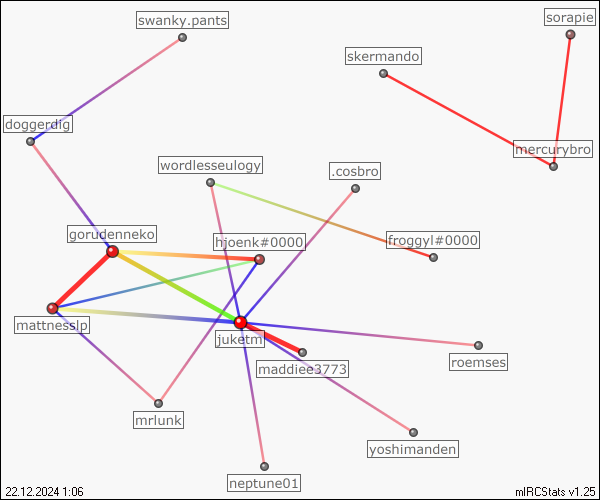 swanky.pants
sorapie
skermando
doggerdig
mercurybro
wordlesseulogy
.cosbro
gorudenneko
hjoenk#0000
froggyl#0000
mattnesslp
juketm
maddiee3773
roemses
mrlunk
yoshimanden
neptune01
22.12.2024 1:06
mIRCStats v1.25